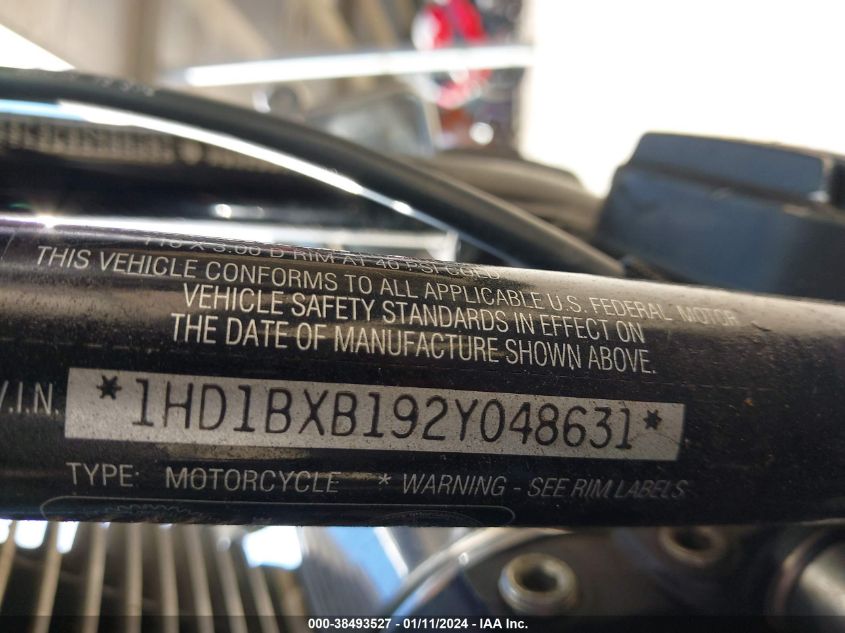 THIS VEHICLE CONFORMS TO ALL APPLICABLE U.S. FEDERAL MOTOR
VEHICLE SAFETY STANDARDS IN EFFECT ON
THE DATE OF MANUFACTURE SHOWN ABOVE.
V.I.N. *1HD1BXB192Y048631*
TYPE: MOTORCYCLE * WARNING - SEE RIM LABELS
000-38493527 - 01/11/2024 - IAA Inc.